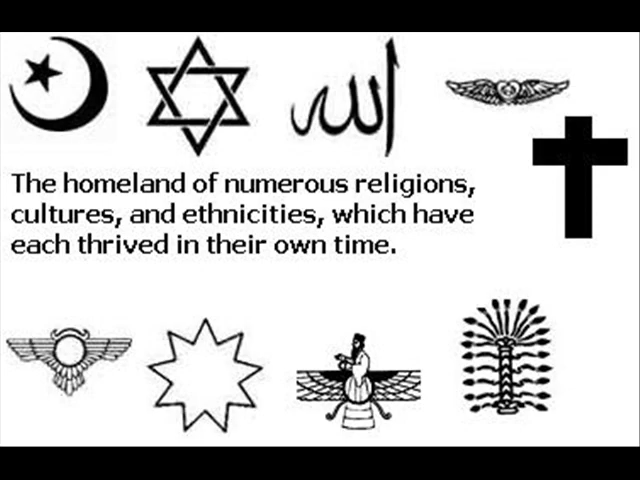 الله
The homeland of numerous religions,
cultures, and ethnicities, which have
each thrived in their own time.